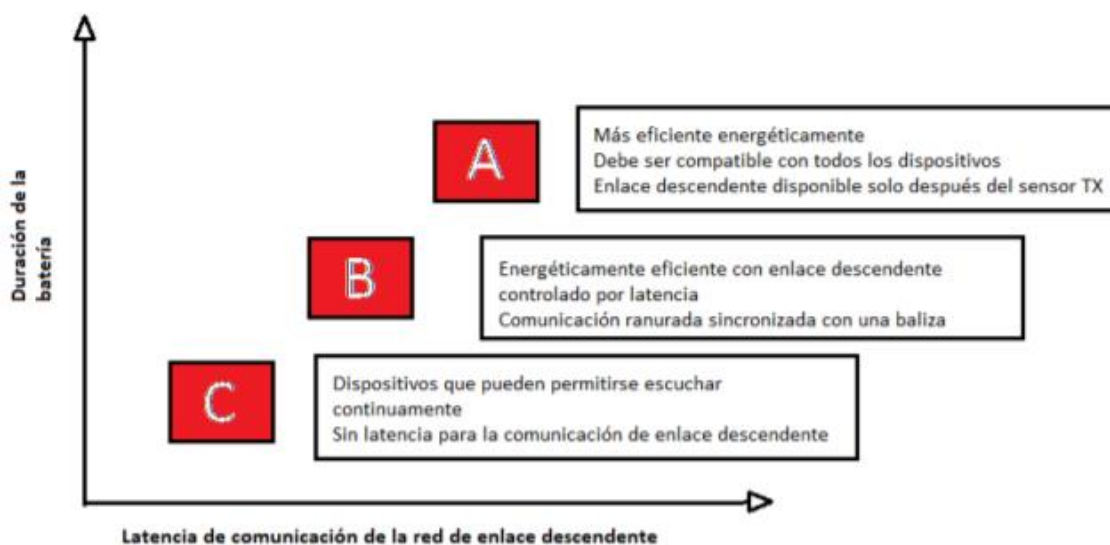 Duración de la
batería
A
Más eficiente energéticamente
Debe ser compatible con todos los dispositivos
Enlace descendente disponible solo después del sensor TX
B
Energéticamente eficiente con enlace descendente
controlado por latencia
Comunicación ranurada sincronizada con una baliza
C
Dispositivos que pueden permitirse escuchar
continuamente
Sin latencia para la comunicación de enlace descendente
Latencia de comunicación de la red de enlace descendente